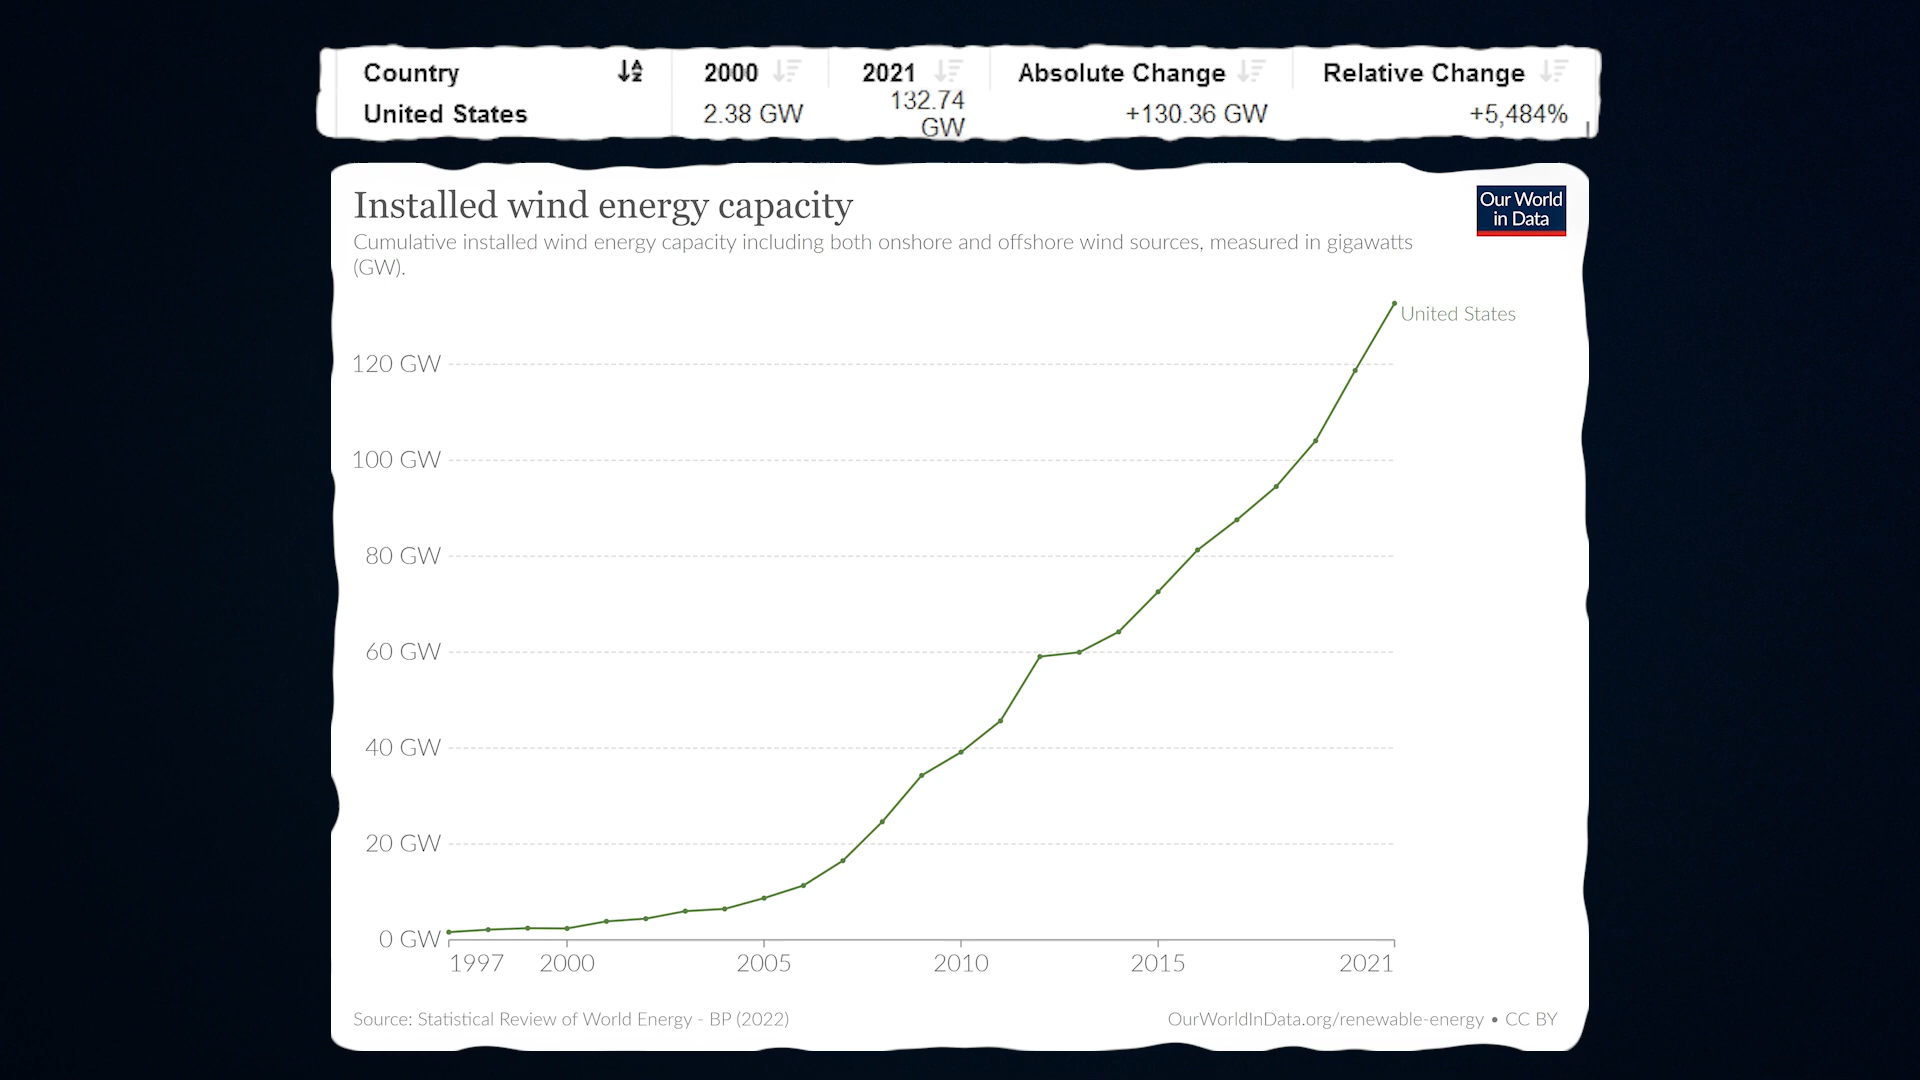 Country 2000 2021 Absolute Change Relative Change
United States 2.38 GW 132.74 GW +130.36 GW +5,484%
Installed wind energy capacity
Our World
in Data
Cumulative installed wind energy capacity including both onshore and offshore wind sources, measured in gigawatts
(GW).
United States
120 GW
100 GW
80 GW
60 GW
40 GW
20 GW
0 GW
1997 2000 2005 2010 2015 2021
Source: Statistical Review of World Energy - BP (2022) OurWorldInData.org/renewable-energy • CC BY